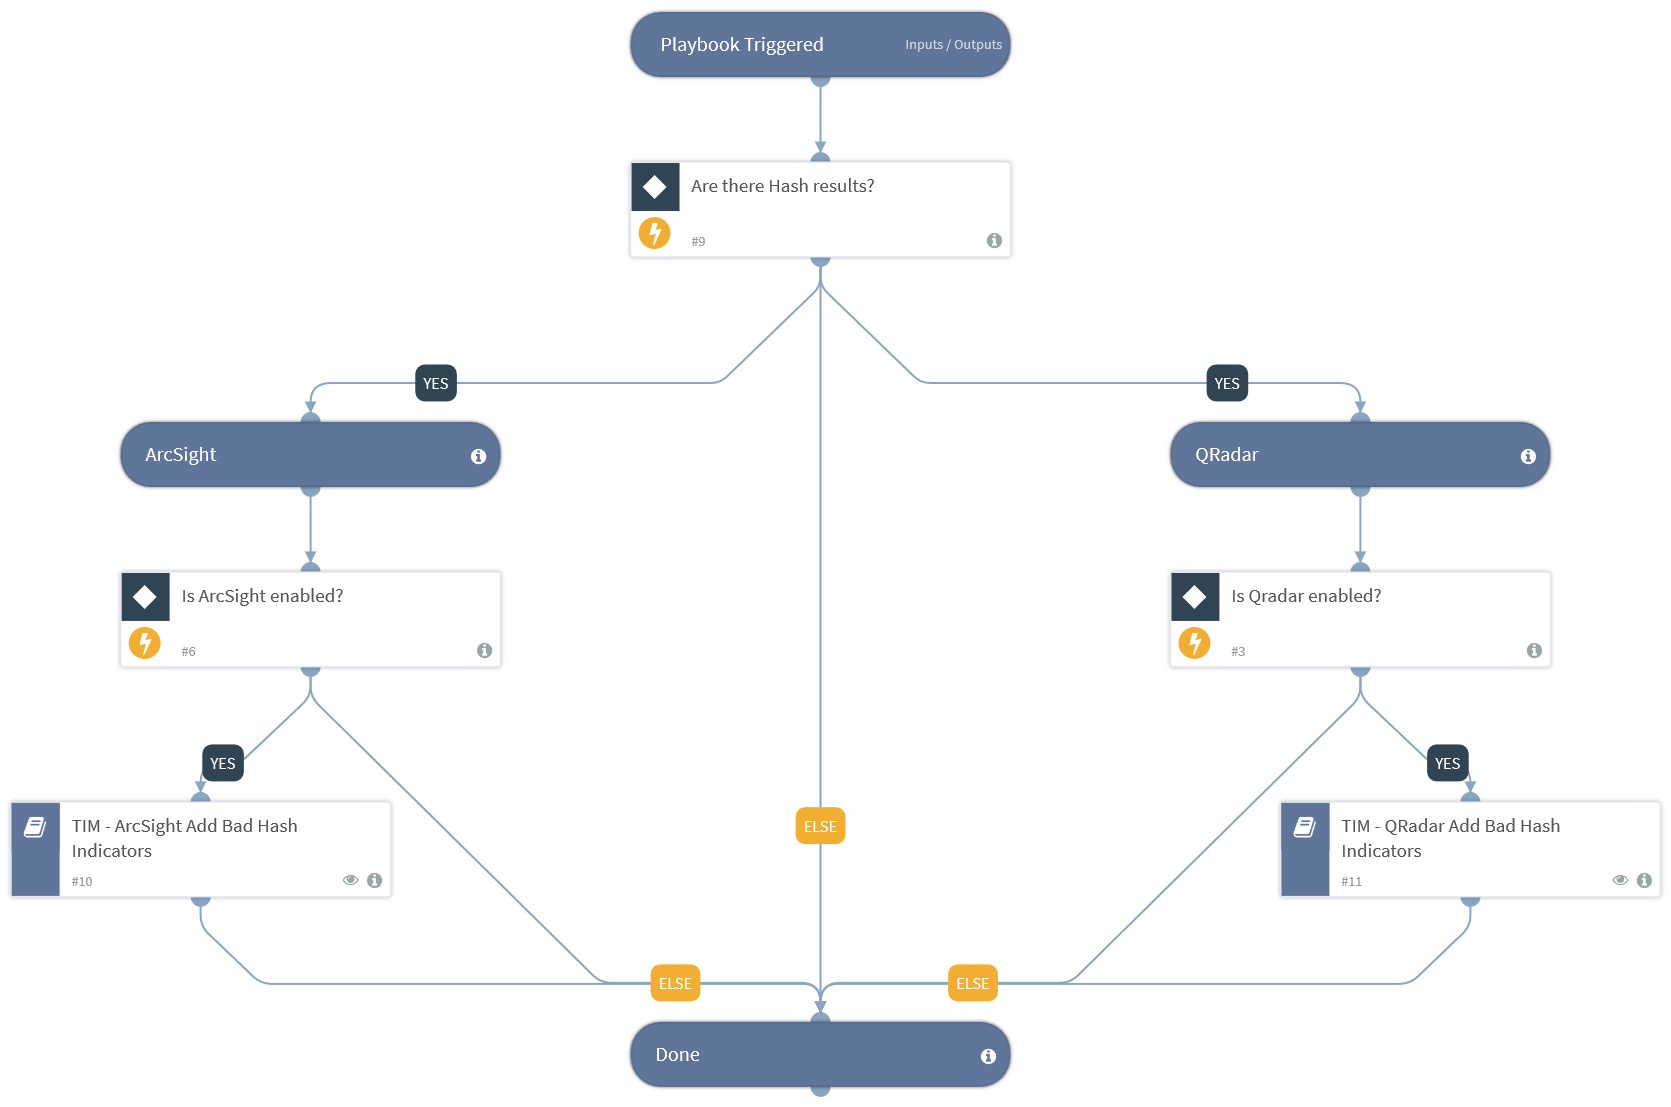 Playbook Triggered
Inputs / Outputs
Are there Hash results?
#9
YES
YES
ArcSight
QRadar
Is ArcSight enabled?
#6
Is Qradar enabled?
#3
YES
YES
TIM - ArcSight Add Bad Hash
Indicators
#10
ELSE
TIM - QRadar Add Bad Hash
Indicators
#11
ELSE
ELSE
Done